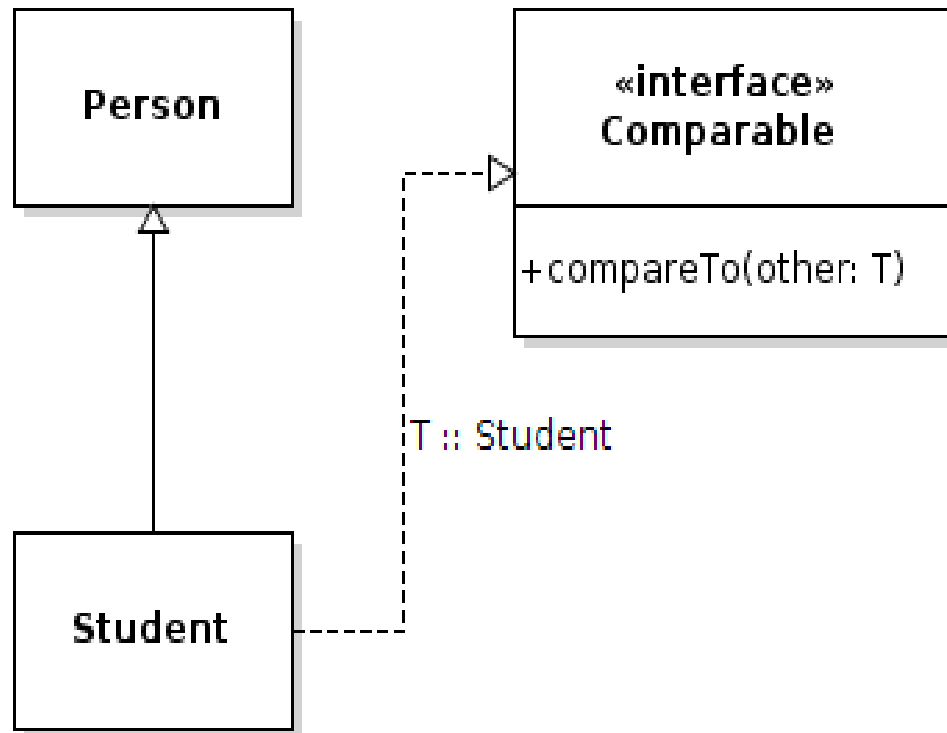 Person
«interface»
Comparable
+compareTo(other: T)
T :: Student
Student